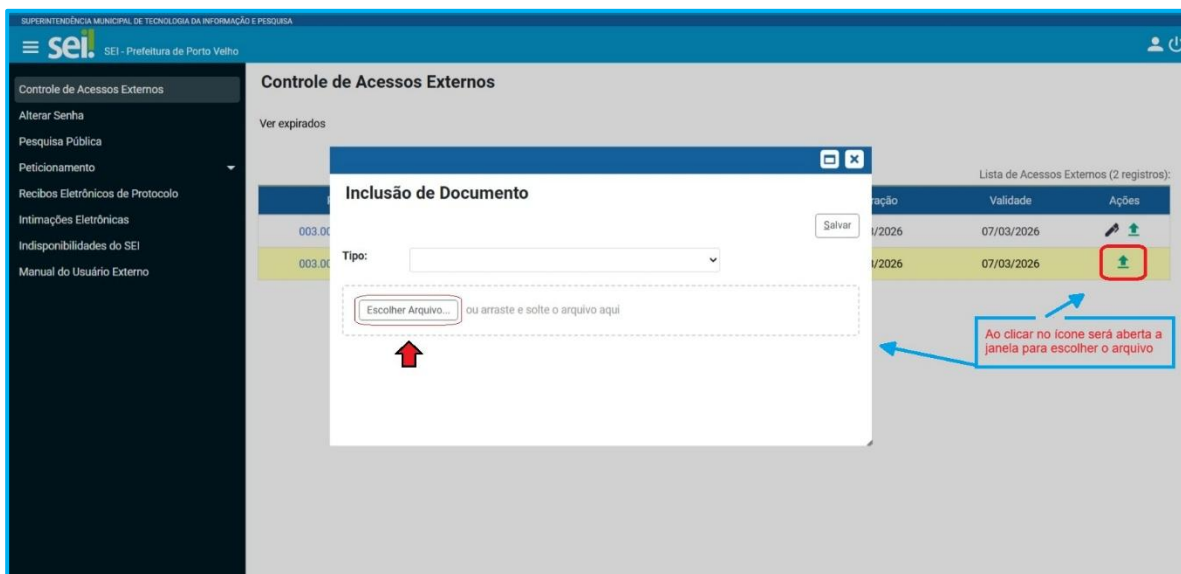 SUPERINTENDÊNCIA MUNICIPAL DE TECNOLOGIA DA INFORMAÇÃO E PESQUISA
sei!
SEI - Prefeitura de Porto Velho
Controle de Acessos Externos
Alterar Senha
Pesquisa Pública
Peticionamento
Recibos Eletrônicos de Protocolo
Intimações Eletrônicas
Indisponibilidades do SEI
Manual do Usuário Externo
Controle de Acessos Externos
Ver expirados
Lista de Acessos Externos (2 registros):
ração Validade Ações
003.00 /2026 07/03/2026
003.00 /2026 07/03/2026
Inclusão de Documento
Salvar
Tipo:
Escolher Arquivo... ou arraste e solte o arquivo aqui
Ao clicar no ícone será aberta a
janela para escolher o arquivo